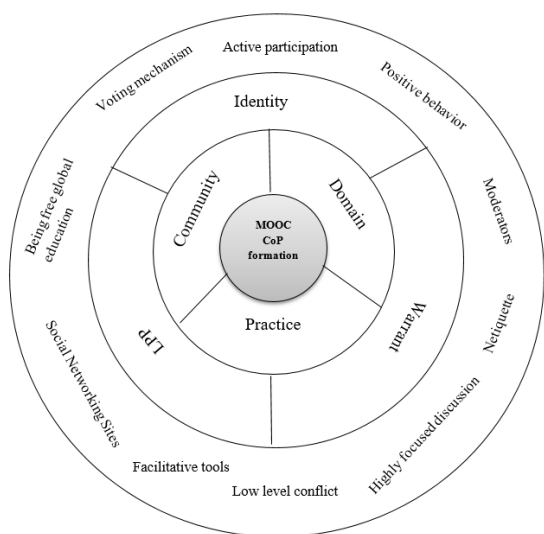 Active participation
Voting mechanism
Positive behavior
Identity
Being free global
education
Community
Domain
Moderators
MOOC
CoP
formation
LPP
Practice
Warrant
Netiquette
Social Networking Sites
Highly focused discussion
Facilitative tools
Low level conflict